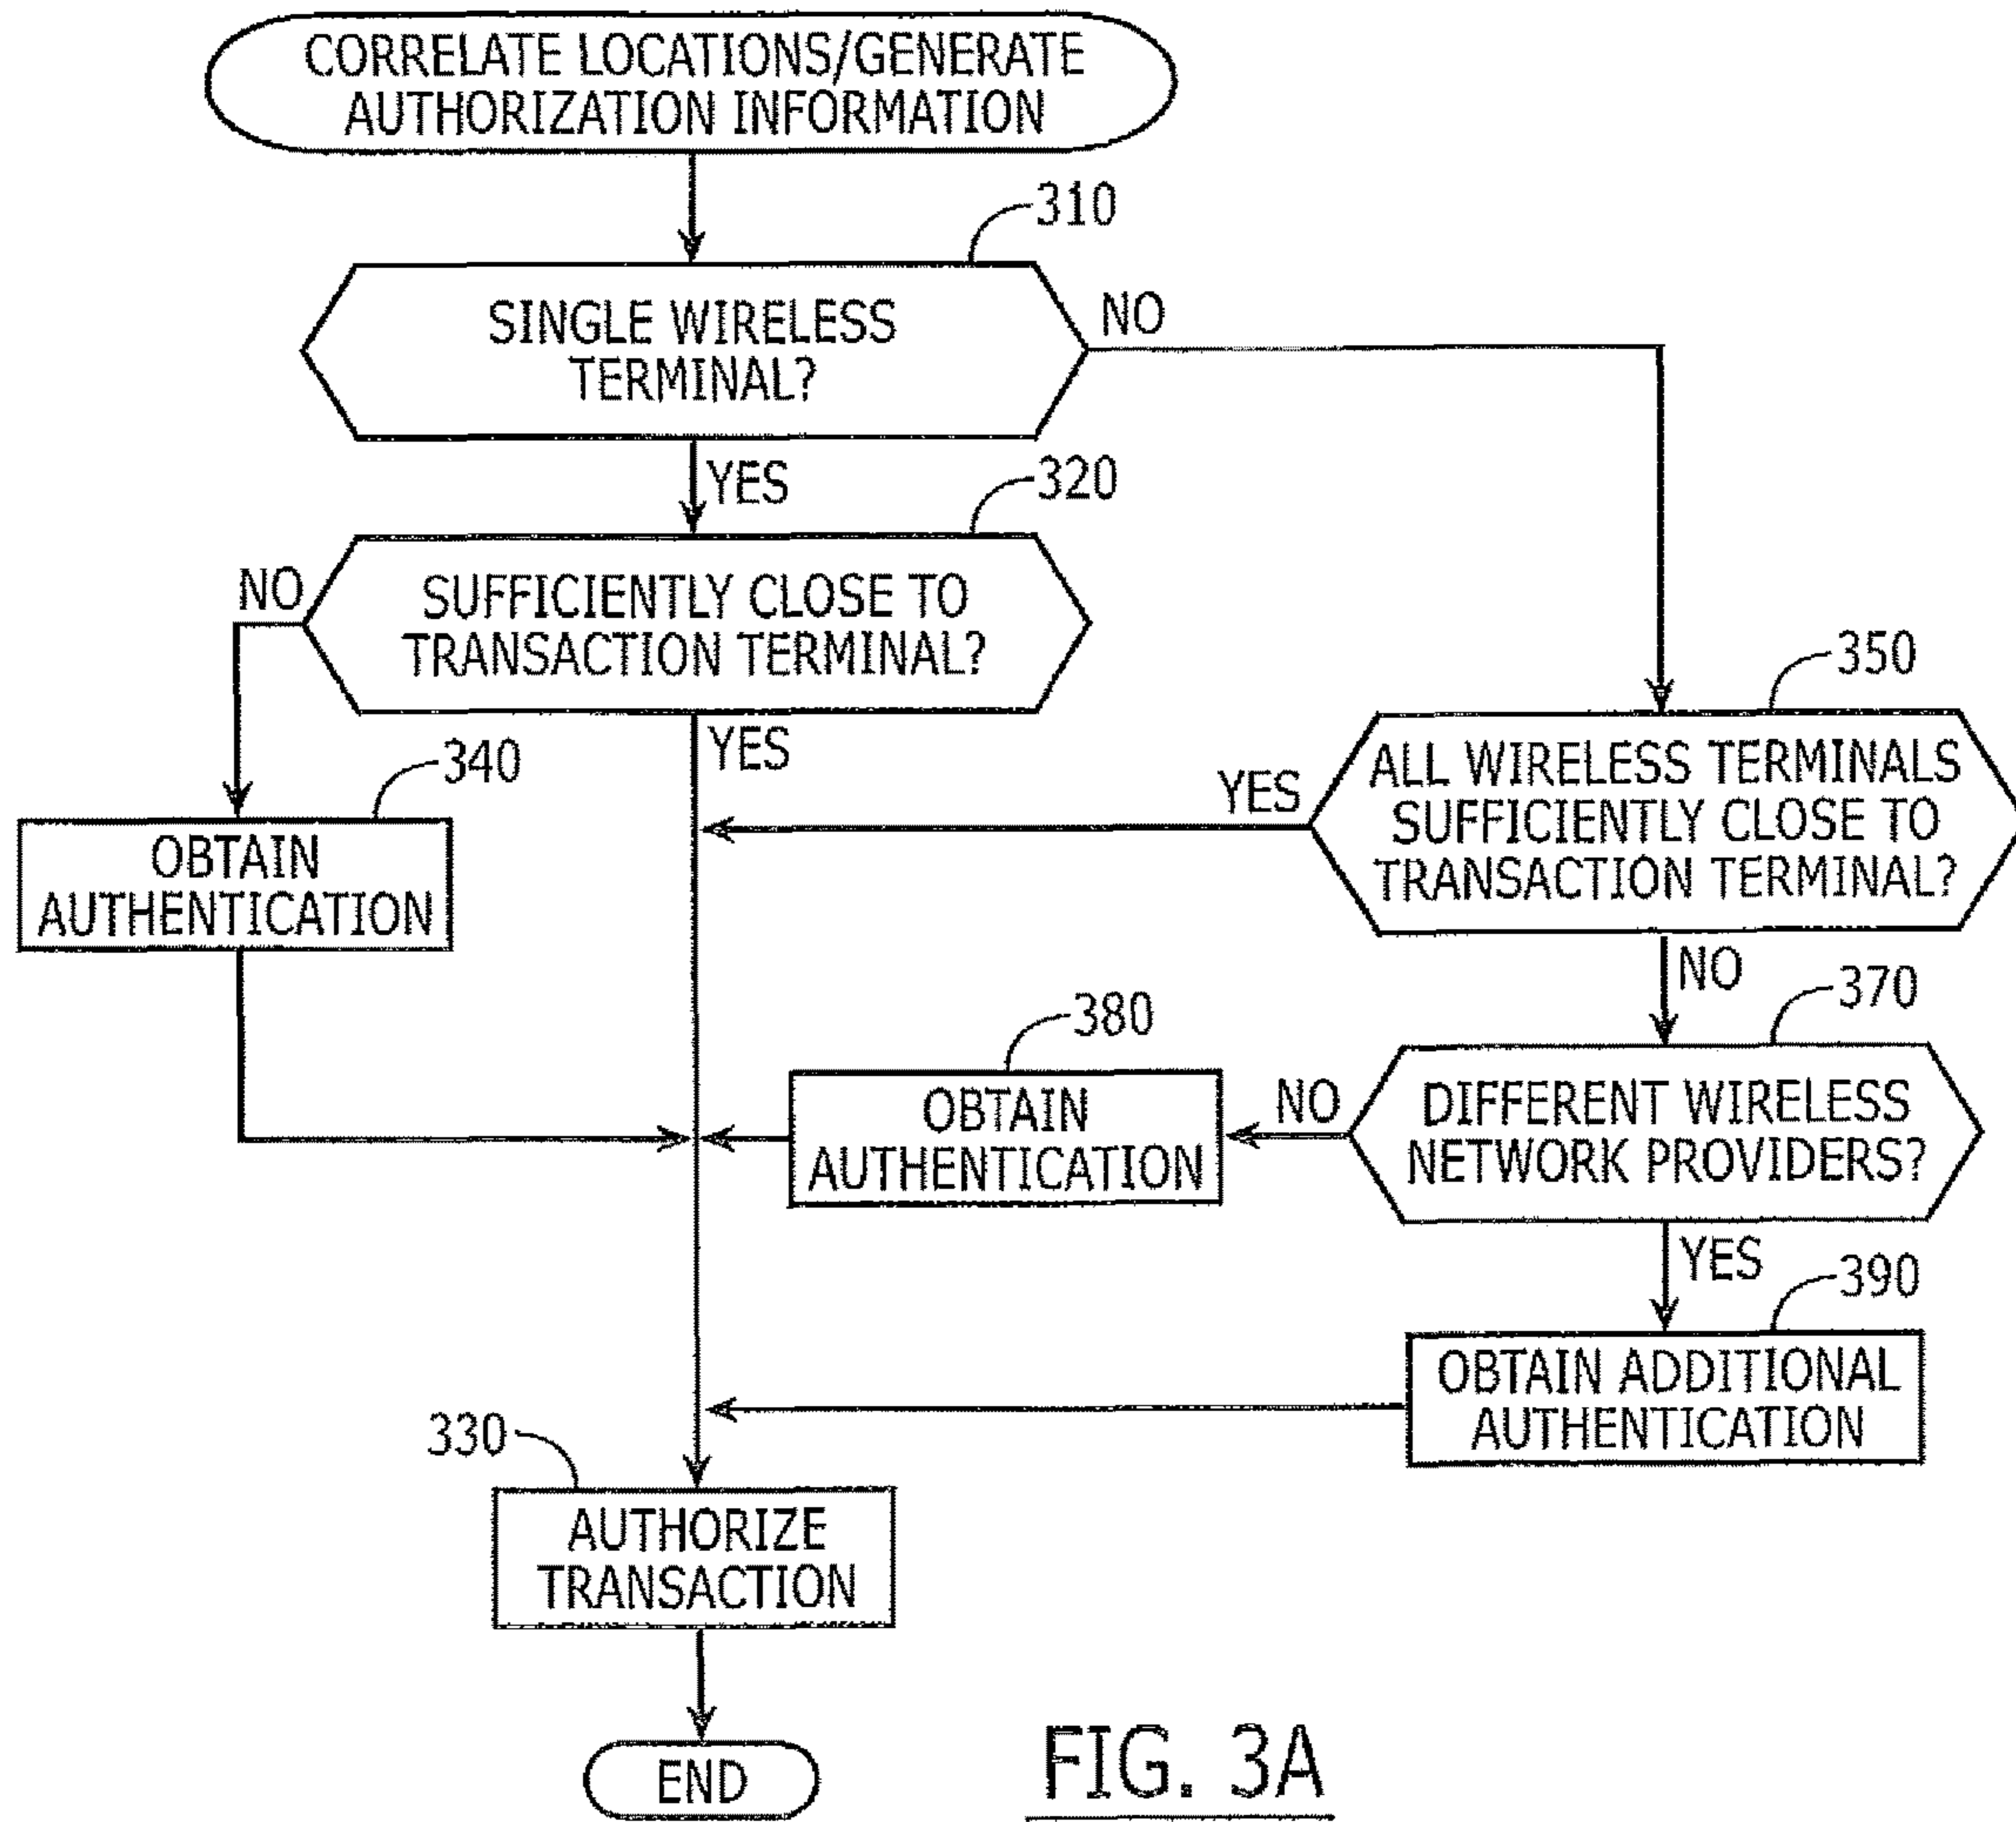 CORRELATE LOCATIONS/GENERATE
AUTHORIZATION INFORMATION
310
SINGLE WIRELESS
TERMINAL?
NO
YES
320
SUFFICIENTLY CLOSE TO
TRANSACTION TERMINAL?
NO
YES
340
OBTAIN
AUTHENTICATION
350
ALL WIRELESS TERMINALS
SUFFICIENTLY CLOSE TO
TRANSACTION TERMINAL?
YES
NO
370
DIFFERENT WIRELESS
NETWORK PROVIDERS?
NO
380
OBTAIN
AUTHENTICATION
YES
390
OBTAIN ADDITIONAL
AUTHENTICATION
330
AUTHORIZE
TRANSACTION
END
FIG. 3A